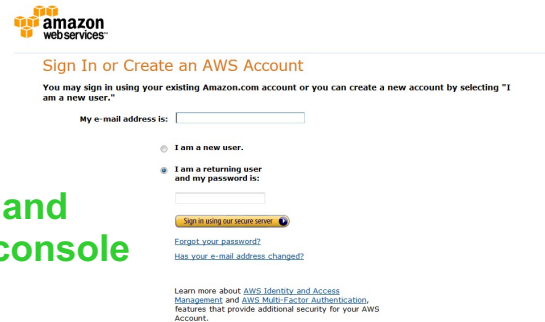 amazon
webservices™
Sign In or Create an AWS Account
You may sign in using your existing Amazon.com account or you can create a new account by selecting "I
am a new user."
My e-mail address is:
I am a new user.
I am a returning user
and my password is:
and
console
Sign in using our secure server
Forgot your password?
Has your e-mail address changed?
Learn more about AWS Identity and Access
Management and AWS Multi-Factor Authentication,
features that provide additional security for your AWS
Account.